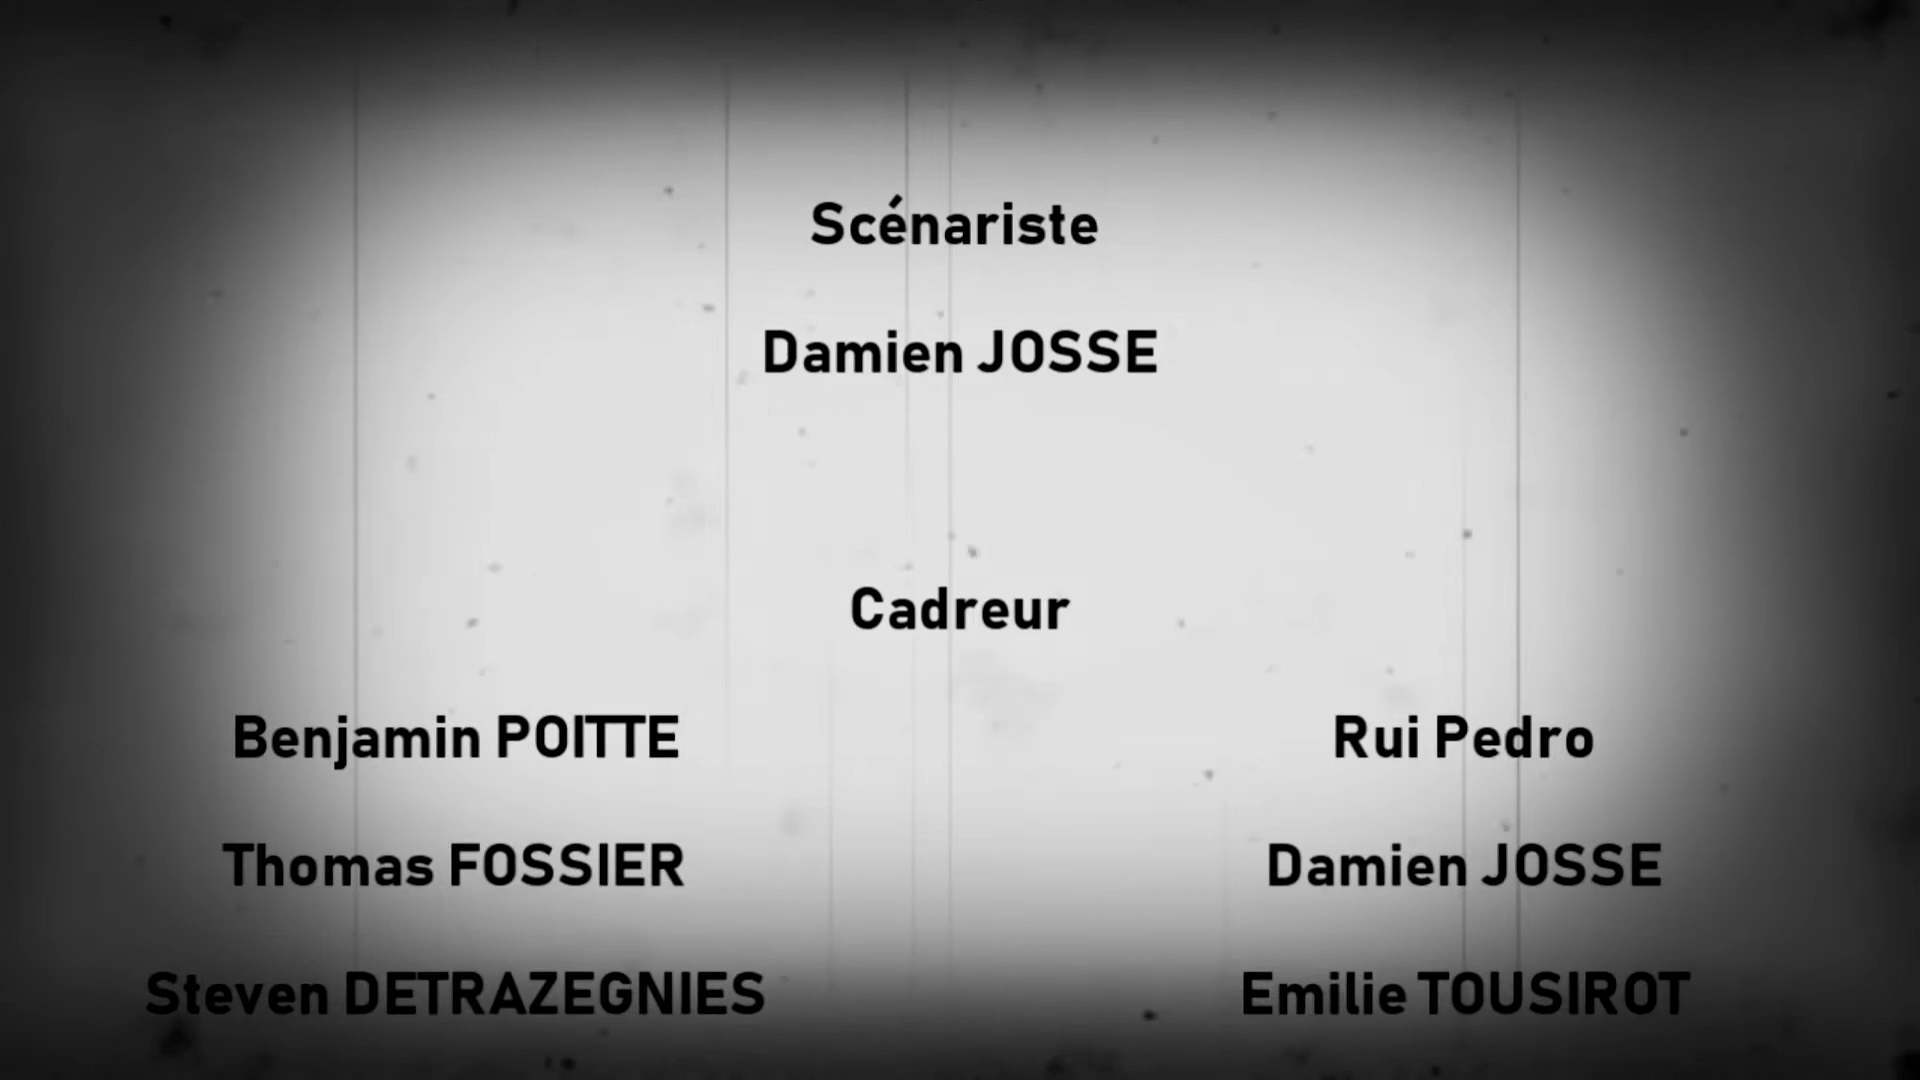 Scénariste
Damien JOSSE
Cadreur
Benjamin POITTE
Rui Pedro
Thomas FOSSIER
Damien JOSSE
Steven DETRAZEGNIES
Emilie TOUSIROT